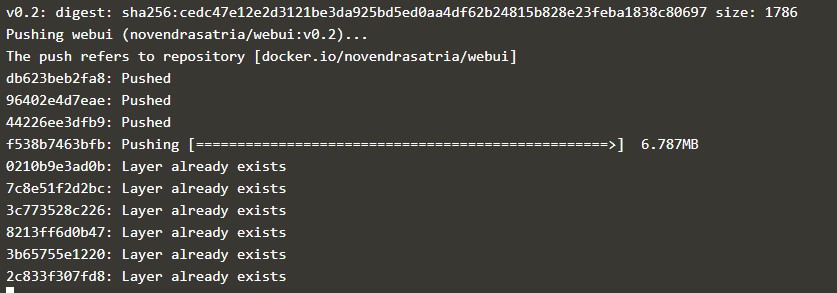 v0.2: digest: sha256:cedc47e12e2d3121be3da925bd5ed0aa4df62b24815b828e23feba1838c80697 size: 1786
Pushing webui (novendrasatria/webui:v0.2)...
The push refers to repository [docker.io/novendrasatria/webui]
db623beb2fa8: Pushed
96402e4d7eae: Pushed
44226ee3dfb9: Pushed
f538b7463bfb: Pushing [==================================================>]  6.787MB
0210b9e3ad0b: Layer already exists
7c8e51f2d2bc: Layer already exists
3c773528c226: Layer already exists
8213ff6d0b47: Layer already exists
3b65755e1220: Layer already exists
2c833f307fd8: Layer already exists